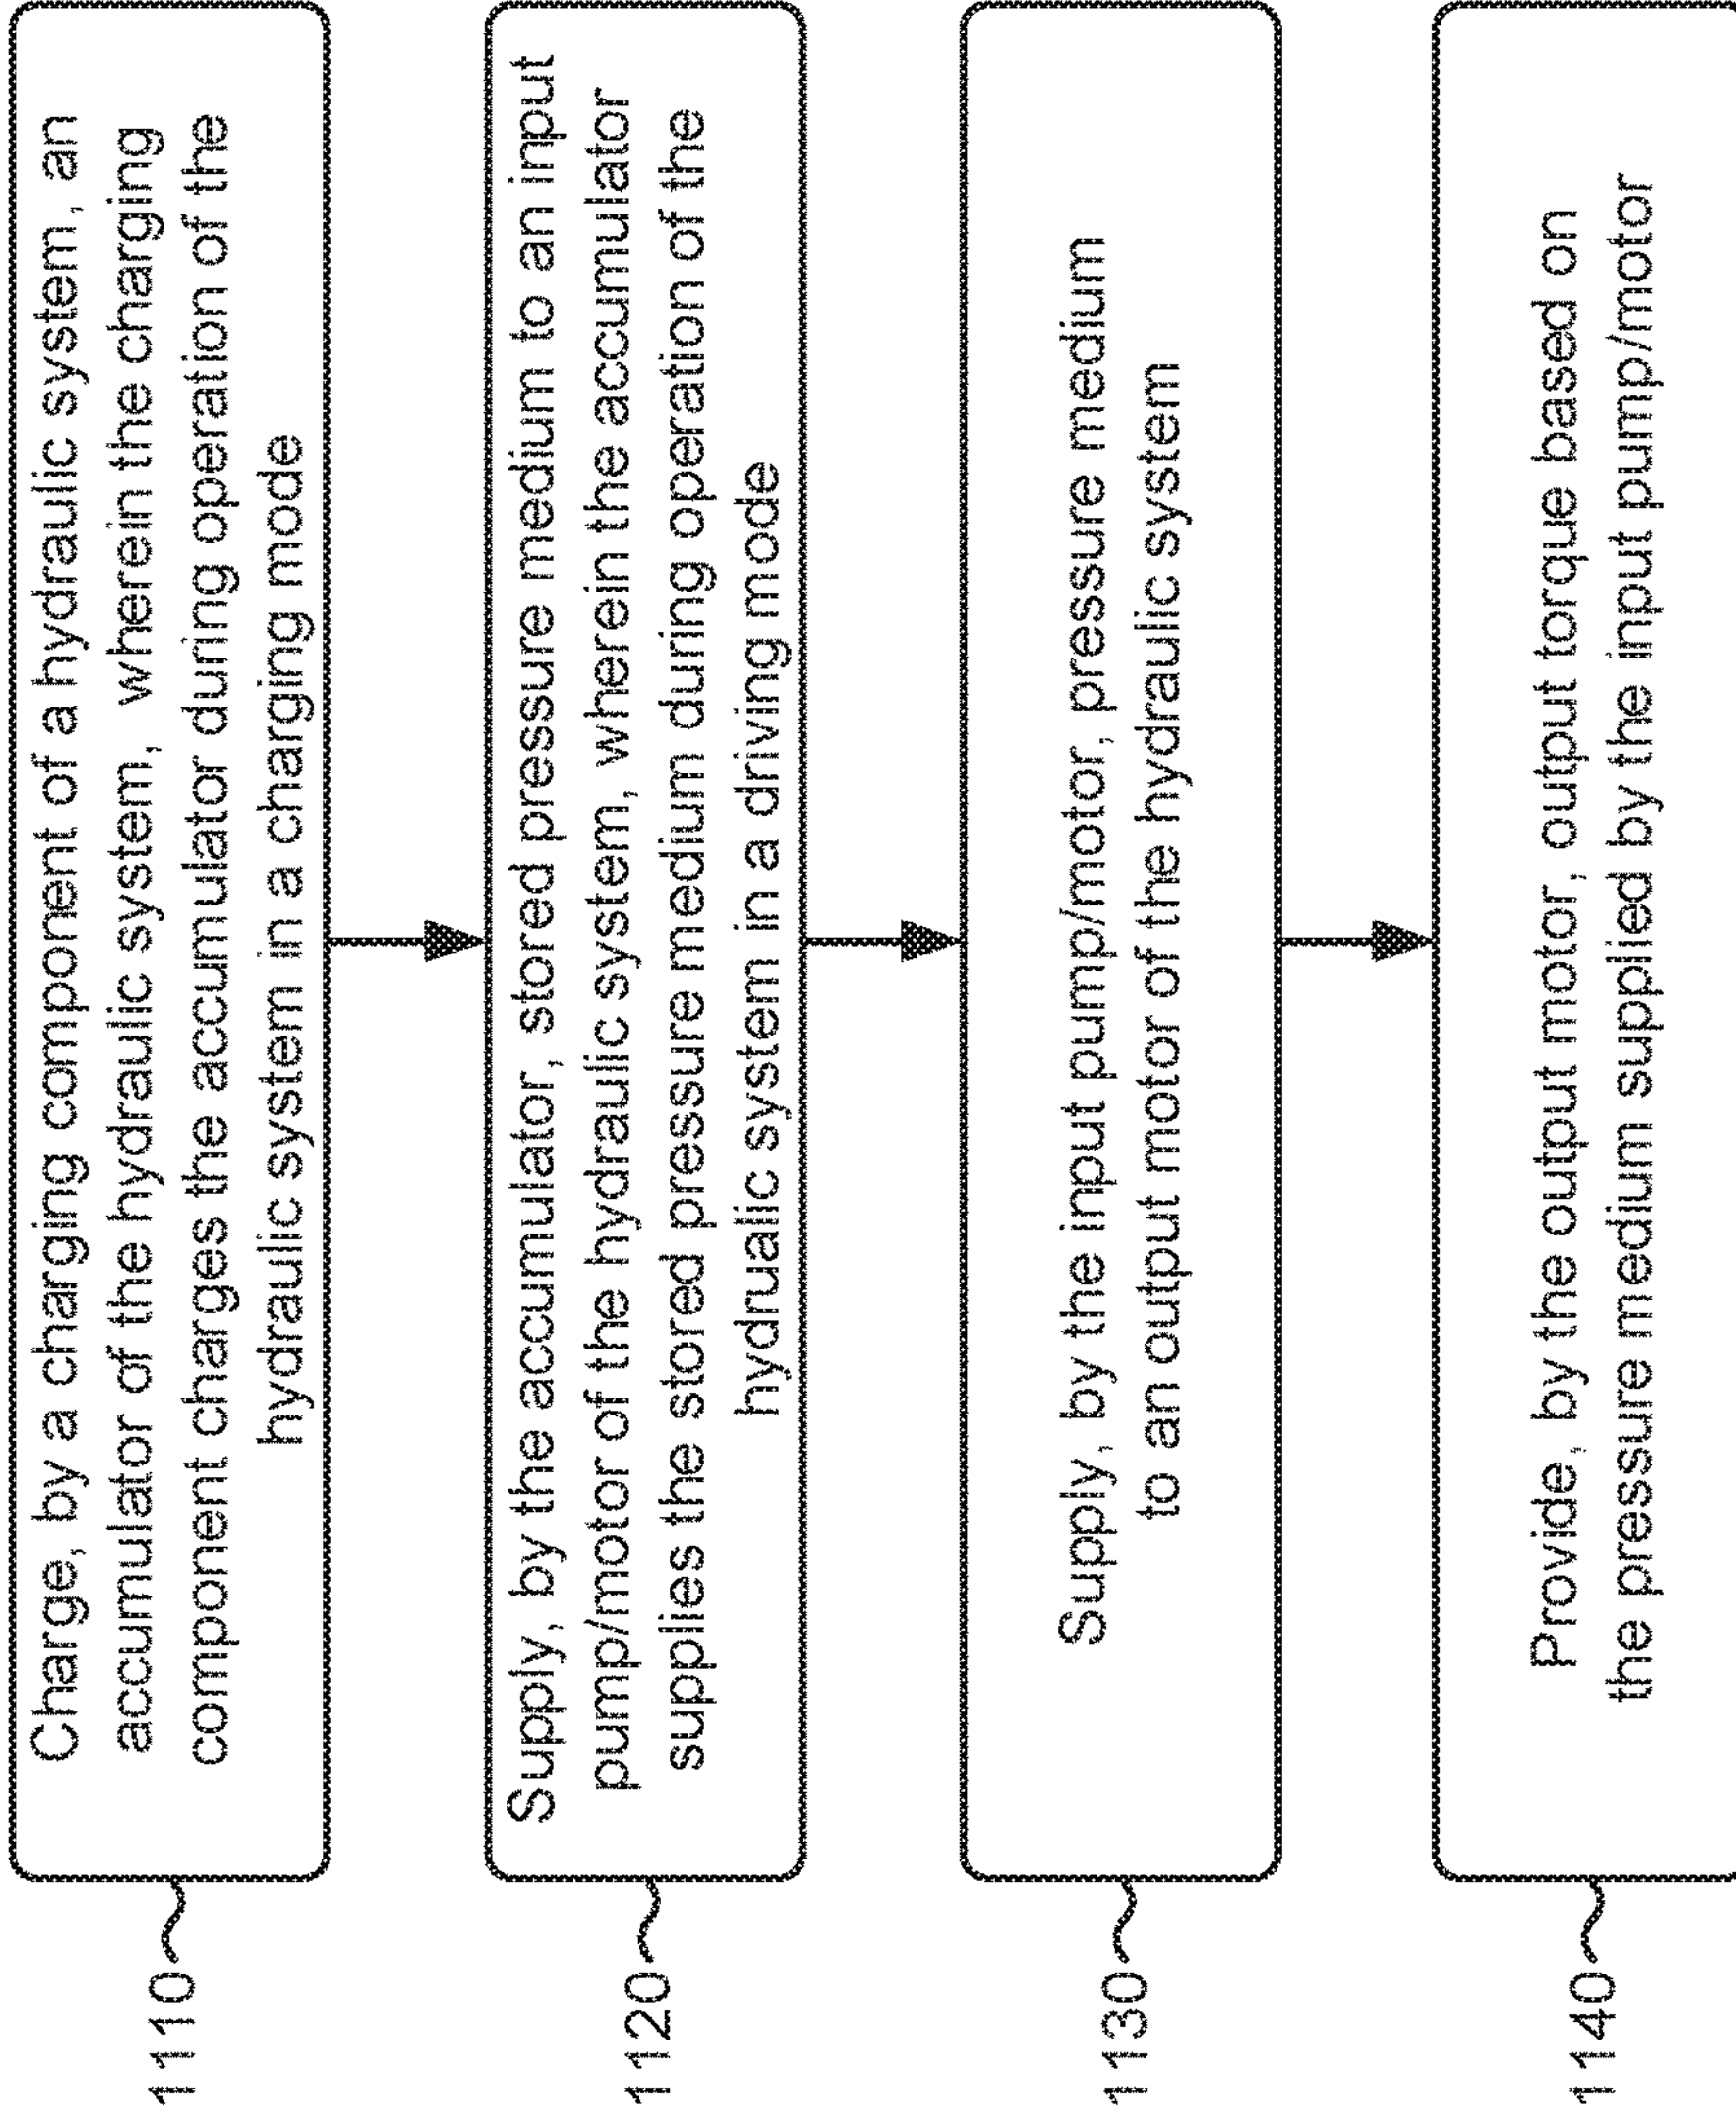 1110
Charge, by a charging component of a hydraulic system, an
accumulator of the hydraulic system, wherein the charging
component charges the accumulator during operation of the
hydraulic system in a charging mode
1120
Supply, by the accumulator, stored pressure medium to an input
pump/motor of the hydraulic system, wherein the accumulator
supplies the stored pressure medium during operation of the
hydrualic system in a driving mode
1130
Supply, by the input pump/motor, pressure medium
to an output motor of the hydraulic system
1140
Provide, by the output motor, output torque based on
the pressure medium supplied by the input pump/motor